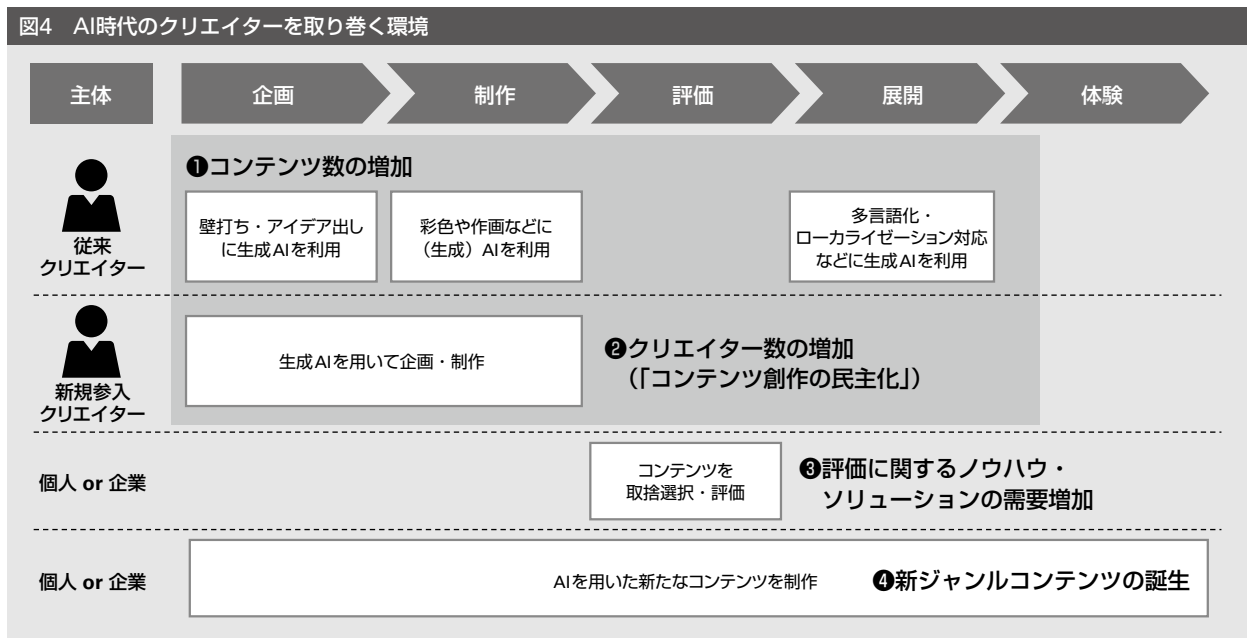 図4　AI時代のクリエイターを取り巻く環境
主体
企画
制作
評価
展開
体験
❶コンテンツ数の増加
従来
クリエイター
壁打ち・アイデア出し
に生成AIを利用
彩色や作画などに
（生成）AIを利用
多言語化・
ローカライゼーション対応
などに生成AIを利用
新規参入
クリエイター
生成AIを用いて企画・制作
❷クリエイター数の増加
（「コンテンツ創作の民主化」）
個人 or 企業
コンテンツを
取捨選択・評価
❸評価に関するノウハウ・
ソリューションの需要増加
個人 or 企業
AIを用いた新たなコンテンツを制作
❹新ジャンルコンテンツの誕生